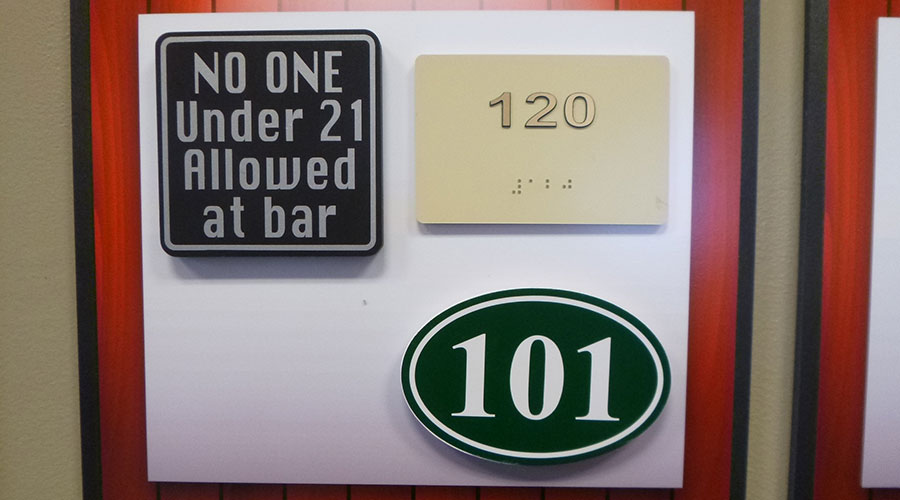 NO ONE
Under 21
Allowed
at bar
120
⠼⠁⠃⠚
101